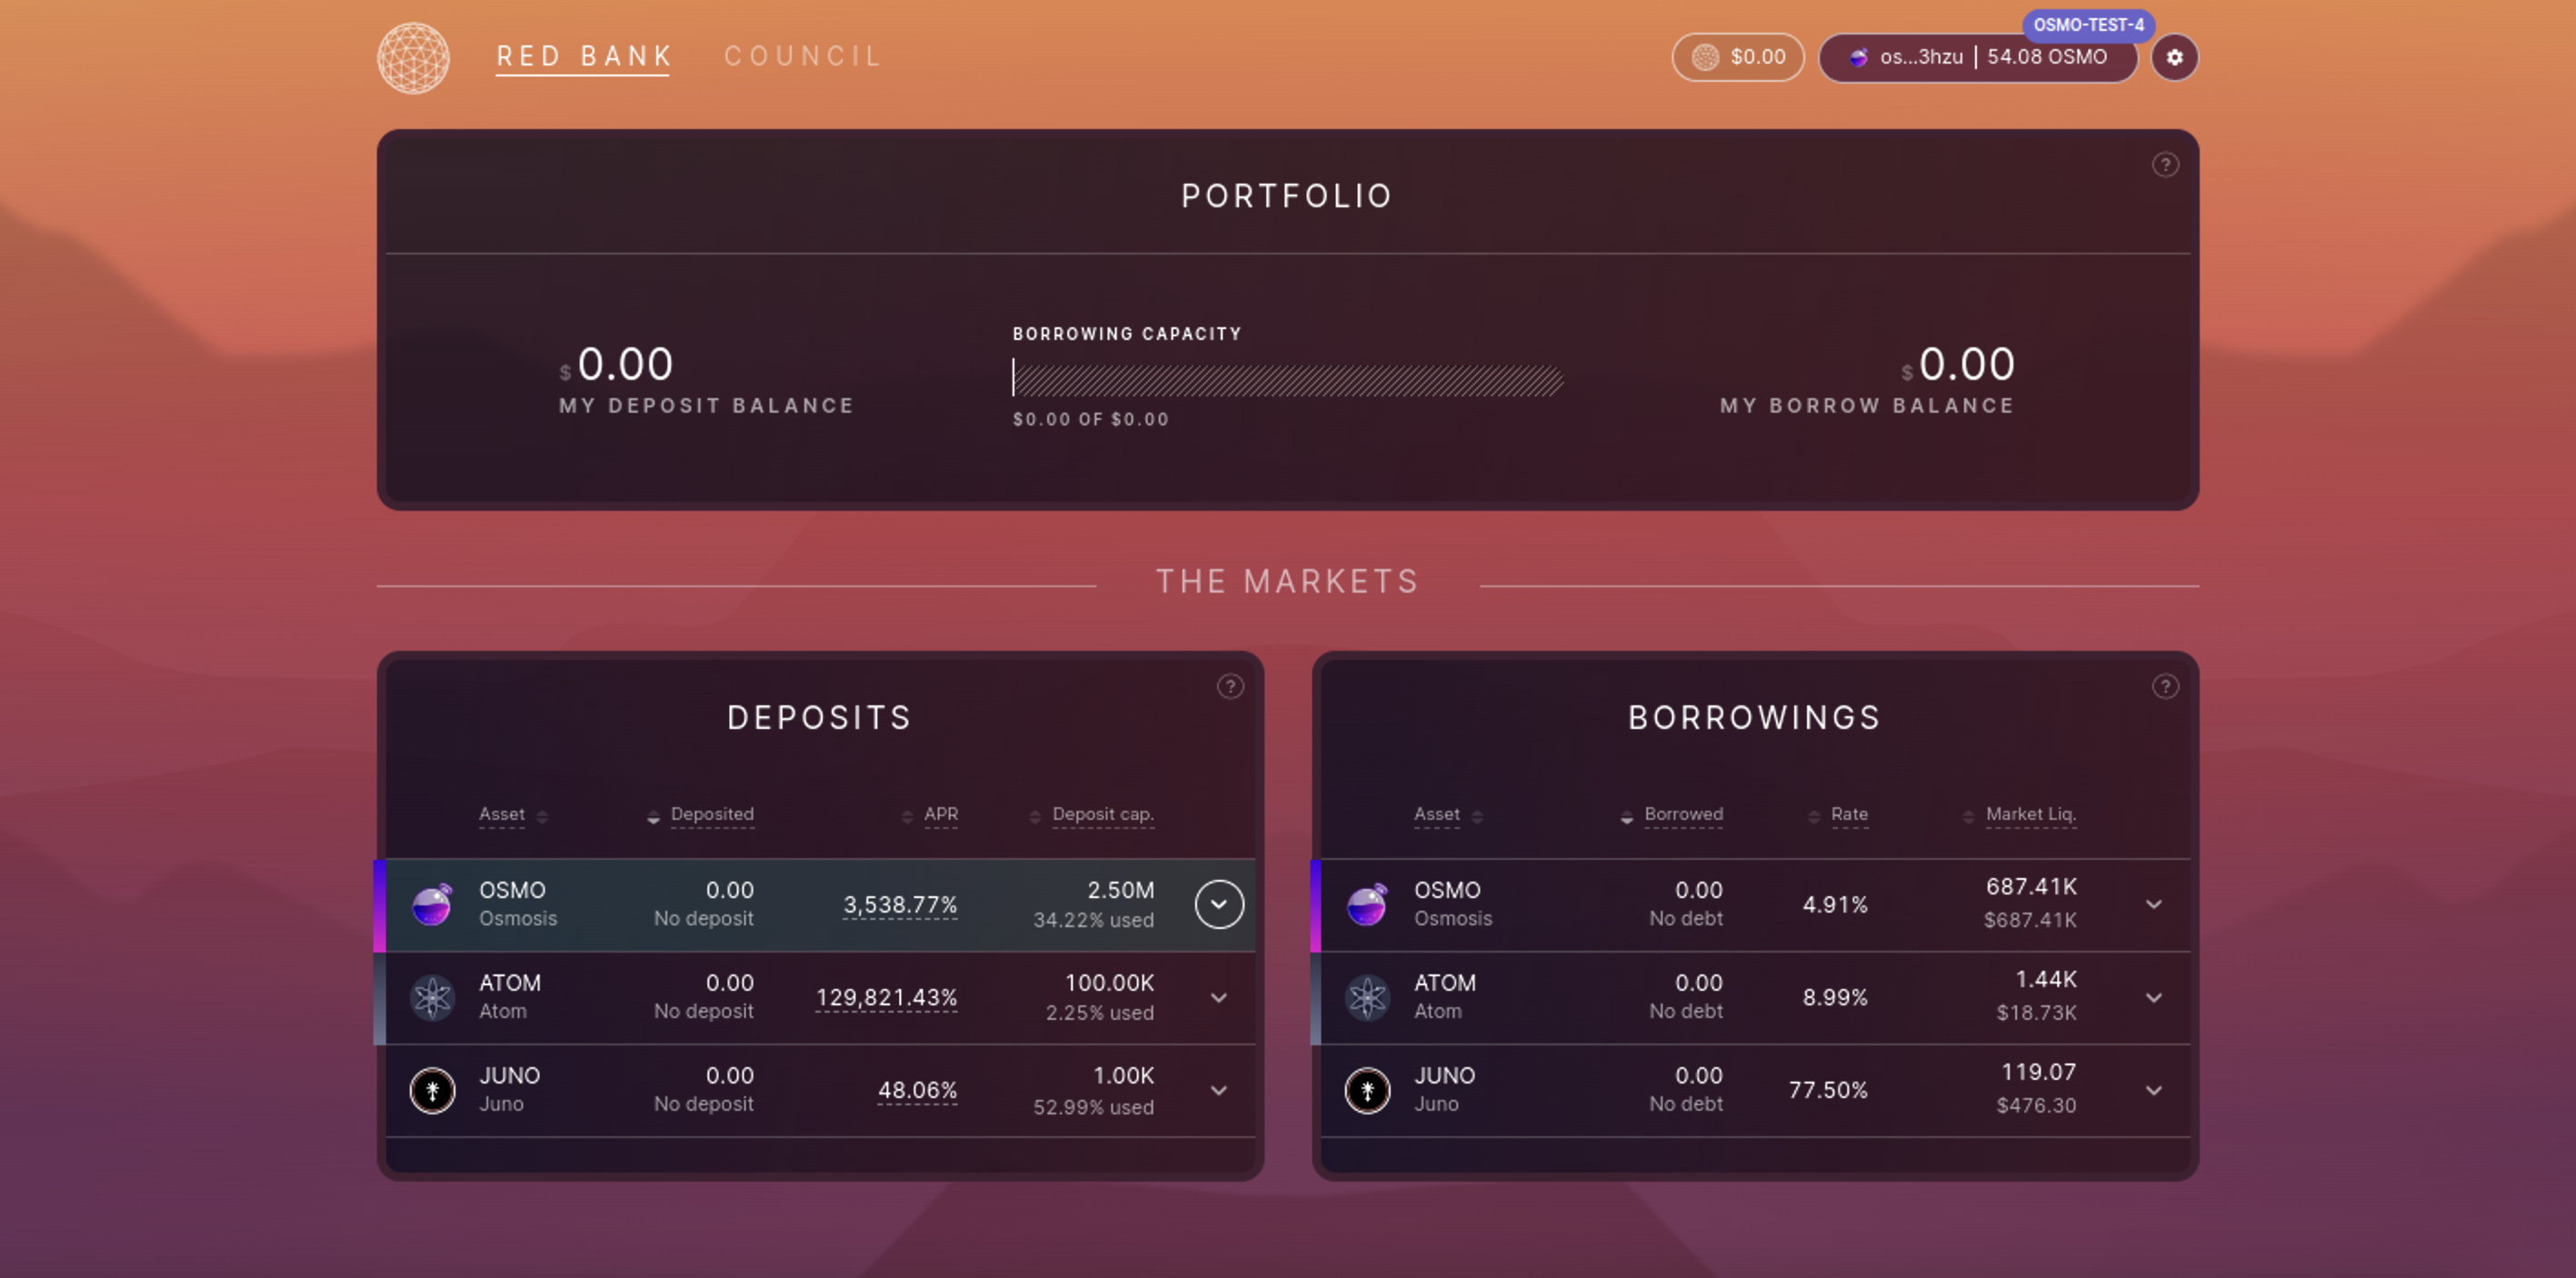 RED BANK COUNCIL $0.00 os...3hzu | 54.08 OSMO OSMO-TEST-4
PORTFOLIO ?
$0.00
MY DEPOSIT BALANCE
BORROWING CAPACITY
$0.00 OF $0.00
$0.00
MY BORROW BALANCE
THE MARKETS
DEPOSITS ?
Asset Deposited APR Deposit cap.
OSMO 0.00 3,538.77% 2.50M
Osmosis No deposit 34.22% used
ATOM 0.00 129,821.43% 100.00K
Atom No deposit 2.25% used
JUNO 0.00 48.06% 1.00K
Juno No deposit 52.99% used
BORROWINGS ?
Asset Borrowed Rate Market Liq.
OSMO 0.00 4.91% 687.41K
Osmosis No debt $687.41K
ATOM 0.00 8.99% 1.44K
Atom No debt $18.73K
JUNO 0.00 77.50% 119.07
Juno No debt $476.30